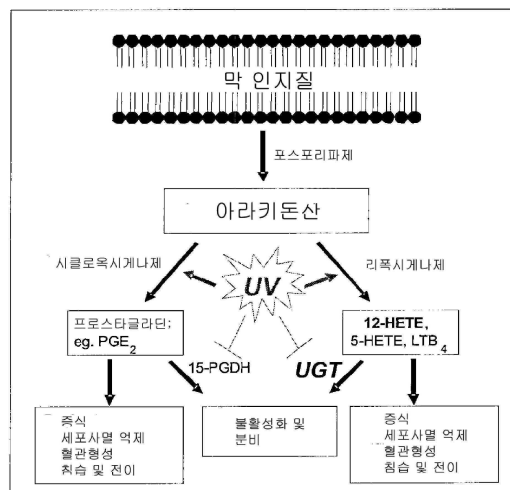 막 인지질
포스포리파제
아라키돈산
시클로옥시게나제
리폭시게나제
UV
프로스타글라딘;
eg. PGE2
12-HETE,
5-HETE, LTB4
15-PGDH
UGT
증식
세포사멸 억제
혈관형성
침습 및 전이
불활성화 및
분비
증식
세포사멸 억제
혈관형성
침습 및 전이